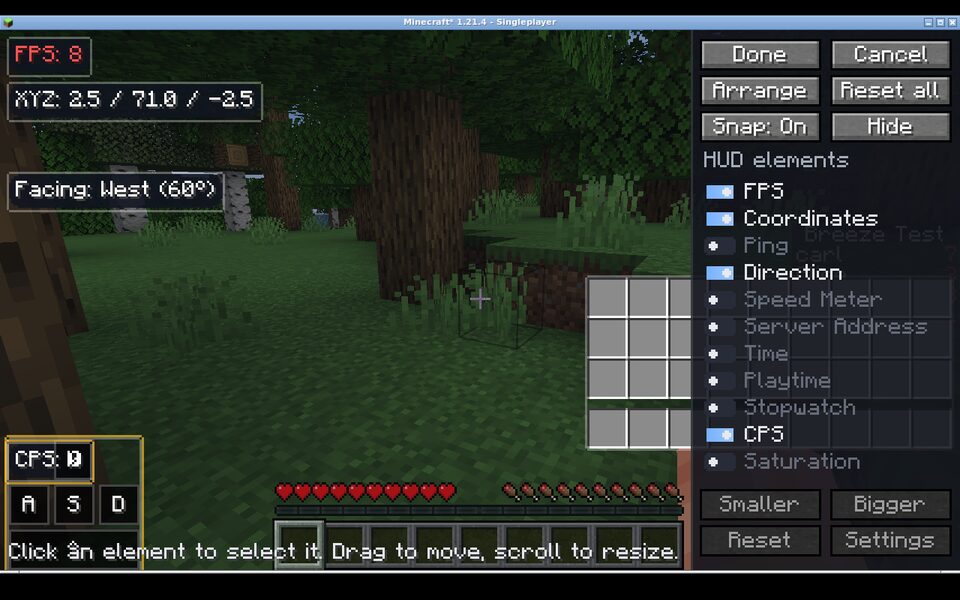 Minecraft* 1.21.4 - Singleplayer
FPS: 8
XYZ: 2.5 / 71.0 / -2.5
Facing: West (60°)
CPS: 0
A S D
Click an element to select it. Drag to move, scroll to resize.
Done Cancel
Arrange Reset all
Snap: On Hide
HUD elements
FPS
Coordinates
Ping
Direction
Speed Meter
Server Address
Time
Playtime
Stopwatch
CPS
Saturation
Breeze Test
carl
Smaller Bigger
Reset Settings